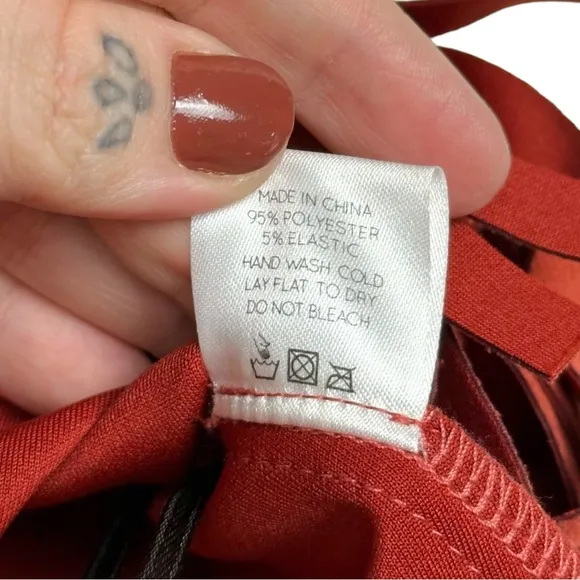 MADE IN CHINA
95% POLYESTER
5% ELASTIC
HAND WASH COLD
LAY FLAT TO DRY
DO NOT BLEACH